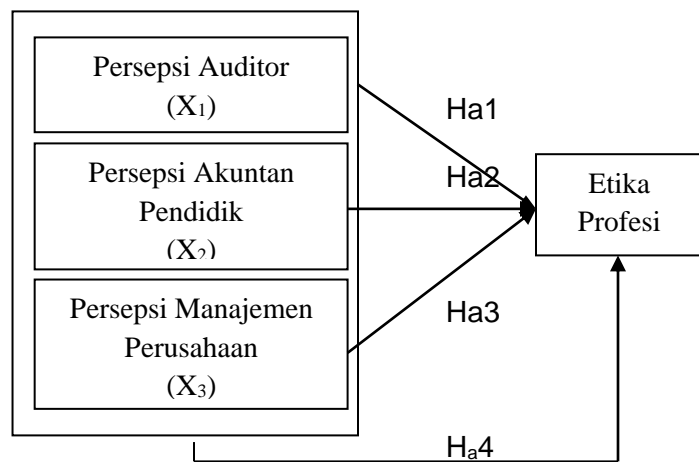 Persepsi Auditor
(X₁)
Persepsi Akuntan
Pendidik
(X₂)
Persepsi Manajemen
Perusahaan
(X₃)
Ha1
Ha2
Ha3
Hₐ4
Etika
Profesi